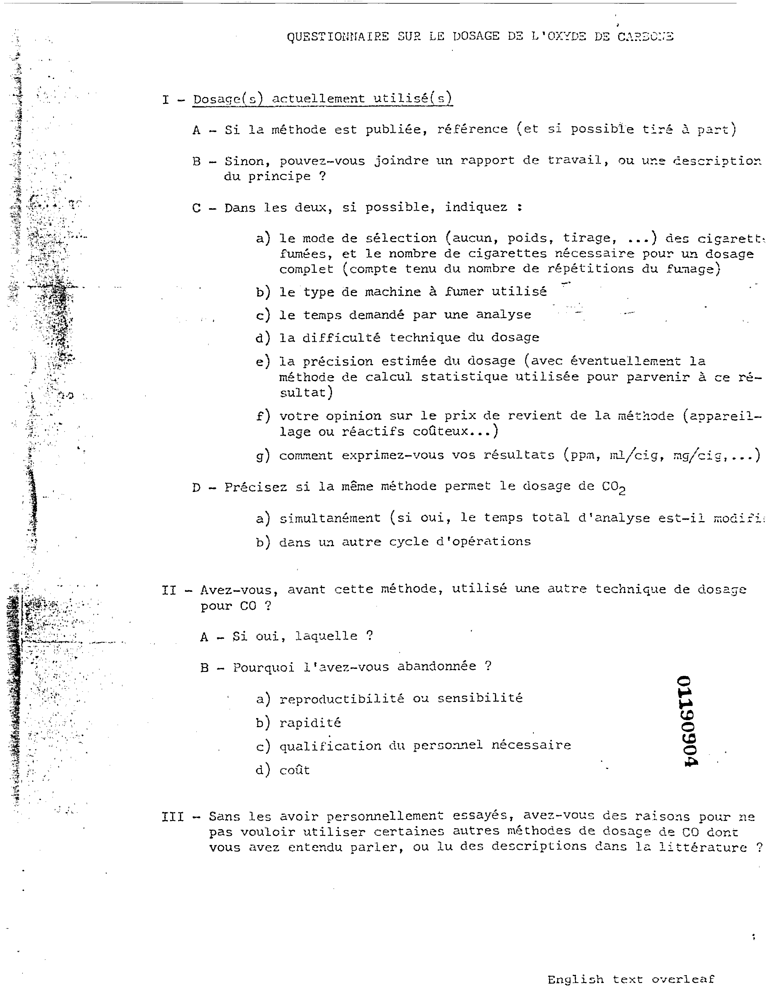 QUESTIONNAIRE SUR LE DOSAGE DE L'OXYDE DE CARBONE
I – Dosage(s) actuellement utilisé(s)
A – Si la méthode est publiée, référence (et si possible tiré à part)
B – Sinon, pouvez-vous joindre un rapport de travail, ou une description
du principe ?
C – Dans les deux, si possible, indiquez :
a) le mode de sélection (aucun, poids, tirage, ...) des cigarett
fumées, et le nombre de cigarettes nécessaire pour un dosage
complet (compte tenu du nombre de répétitions du fumage)
b) le type de machine à fumer utilisé
c) le temps demandé par une analyse
d) la difficulté technique du dosage
e) la précision estimée du dosage (avec éventuellement la
méthode de calcul statistique utilisée pour parvenir à ce ré–
sultat)
f) votre opinion sur le prix de revient de la méthode (appareil–
lage ou réactifs coûteux...)
g) comment exprimez-vous vos résultats (ppm, ml/cig, mg/cig,...)
D – Précisez si la même méthode permet le dosage de CO2
a) simultanément (si oui, le temps total d'analyse est-il modifi
b) dans un autre cycle d'opérations
II – Avez-vous, avant cette méthode, utilisé une autre technique de dosage
pour CO ?
A – Si oui, laquelle ?
B – Pourquoi l'avez-vous abandonnée ?
a) reproductibilité ou sensibilité
b) rapidité
c) qualification du personnel nécessaire
d) coût
01190904
III – Sans les avoir personnellement essayés, avez-vous des raisons pour ne
pas vouloir utiliser certaines autres méthodes de dosage de CO dont
vous avez entendu parler, ou lu des descriptions dans la littérature ?
English text overleaf